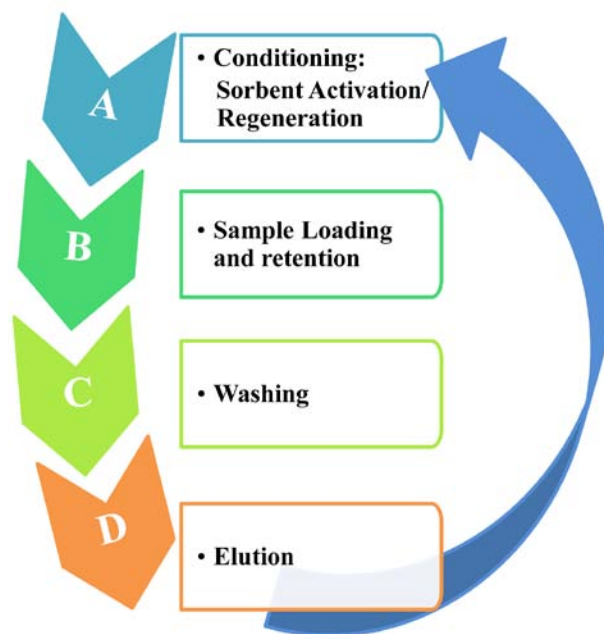 A
• Conditioning:
Sorbent Activation/
Regeneration
B
• Sample Loading
and retention
C
• Washing
D
• Elution